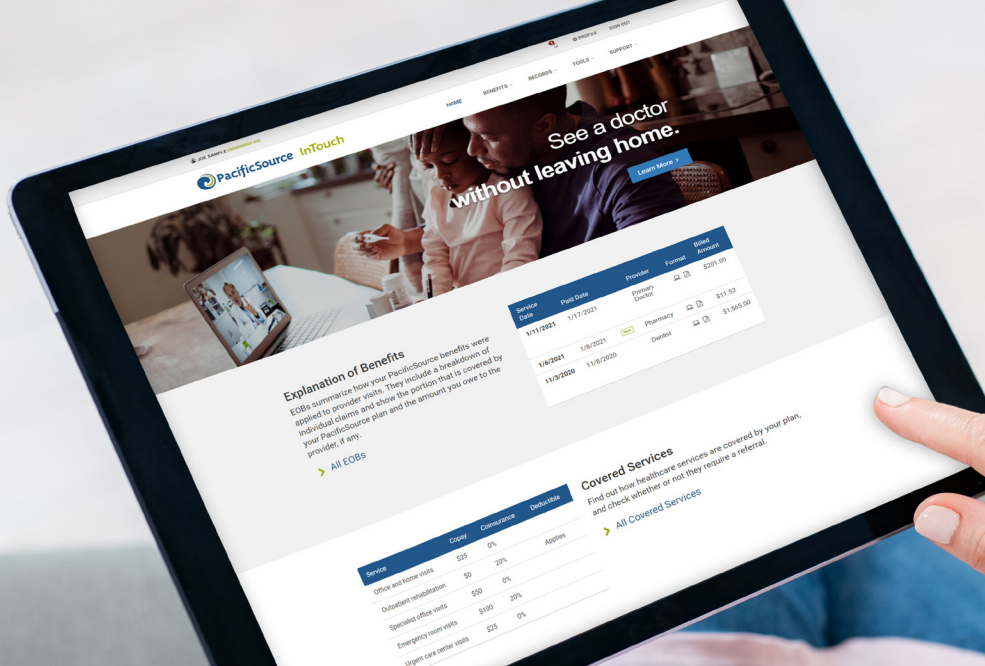 JOE SAMPLE
1
PROFILE
SIGN OUT
PacificSource InTouch
HOME
BENEFITS
RECORDS
TOOLS
SUPPORT
See a doctor
without leaving home.
Learn More >
Explanation of Benefits
EOBs summarize how your PacificSource benefits were
applied to provider visits. They include a breakdown of
individual claims and show the portion that is covered by
your PacificSource plan and the amount you owe to the
provider, if any.
> All EOBs
Service Date Paid Date Provider Format Billed Amount
1/11/2021 1/17/2021 Primary Doctor $201.00
1/6/2021 1/8/2021 New Pharmacy $11.53
11/3/2020 11/8/2020 Dentist $1,565.00
Service Copay Coinsurance Deductible
Office and home visits $25 0%
Outpatient rehabilitation $0 20% Applies
Specialist office visits $50 0%
Emergency room visits $100 20%
Urgent care center visits $25 0%
Covered Services
Find out how healthcare services are covered by your plan,
and check whether or not they require a referral.
> All Covered Services